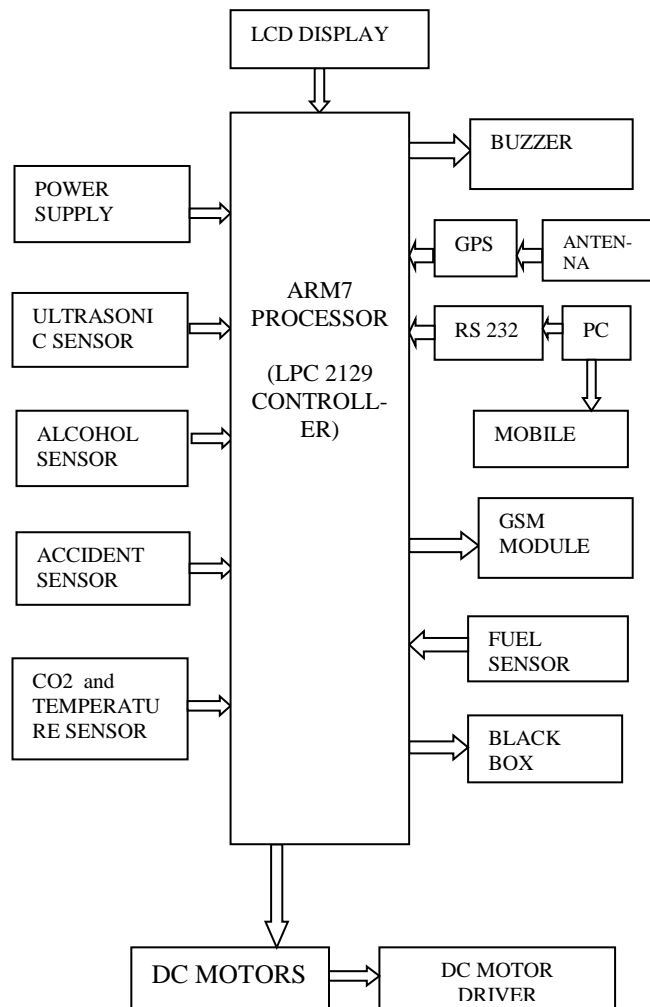 LCD DISPLAY
BUZZER
POWER
SUPPLY
GPS
ANTEN-
NA
ARM7
PROCESSOR
(LPC 2129
CONTROLL-
ER)
ULTRASONI
C SENSOR
RS 232
PC
ALCOHOL
SENSOR
MOBILE
GSM
MODULE
ACCIDENT
SENSOR
FUEL
SENSOR
CO2 and
TEMPERATU
RE SENSOR
BLACK
BOX
DC MOTORS
DC MOTOR
DRIVER